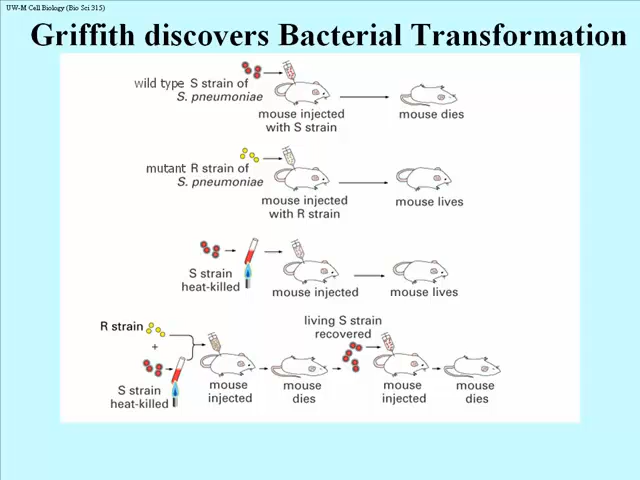 UW-M Cell Biology (Bio Sci 315)
Griffith discovers Bacterial Transformation
wild type S strain of
S. pneumoniae
mouse injected
with S strain
mouse dies
mutant R strain of
S. pneumoniae
mouse injected
with R strain
mouse lives
S strain
heat-killed
mouse injected
mouse lives
R strain
+
S strain
heat-killed
mouse
injected
mouse
dies
living S strain
recovered
mouse
injected
mouse
dies